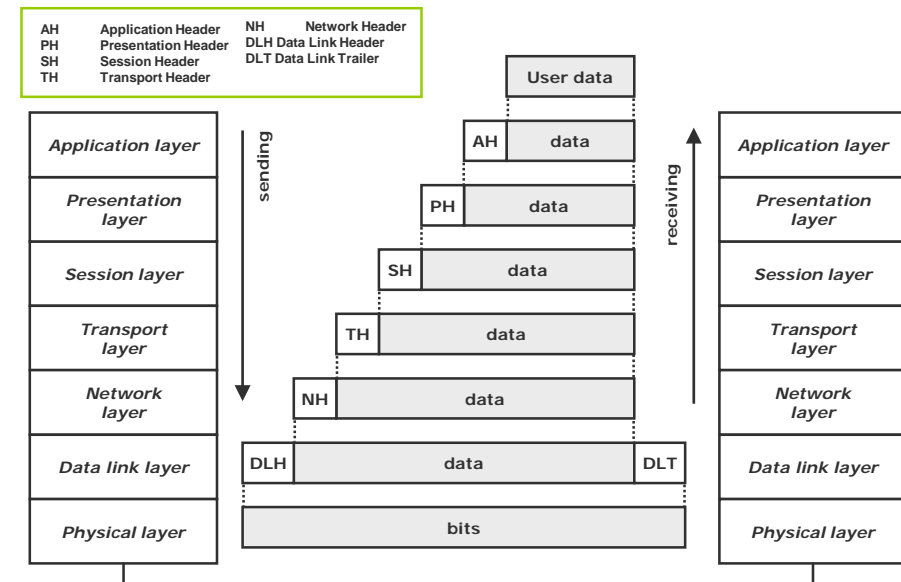 AH Application Header NH Network Header
PH Presentation Header DLH Data Link Header
SH Session Header DLT Data Link Trailer
TH Transport Header
User data
Application layer
sending
AH data
receiving
Application layer
Presentation
layer
PH data
Presentation
layer
Session layer
SH data
Session layer
Transport
layer
TH data
Transport
layer
Network
layer
NH data
Network
layer
Data link layer
DLH data DLT
Data link layer
Physical layer
bits
Physical layer